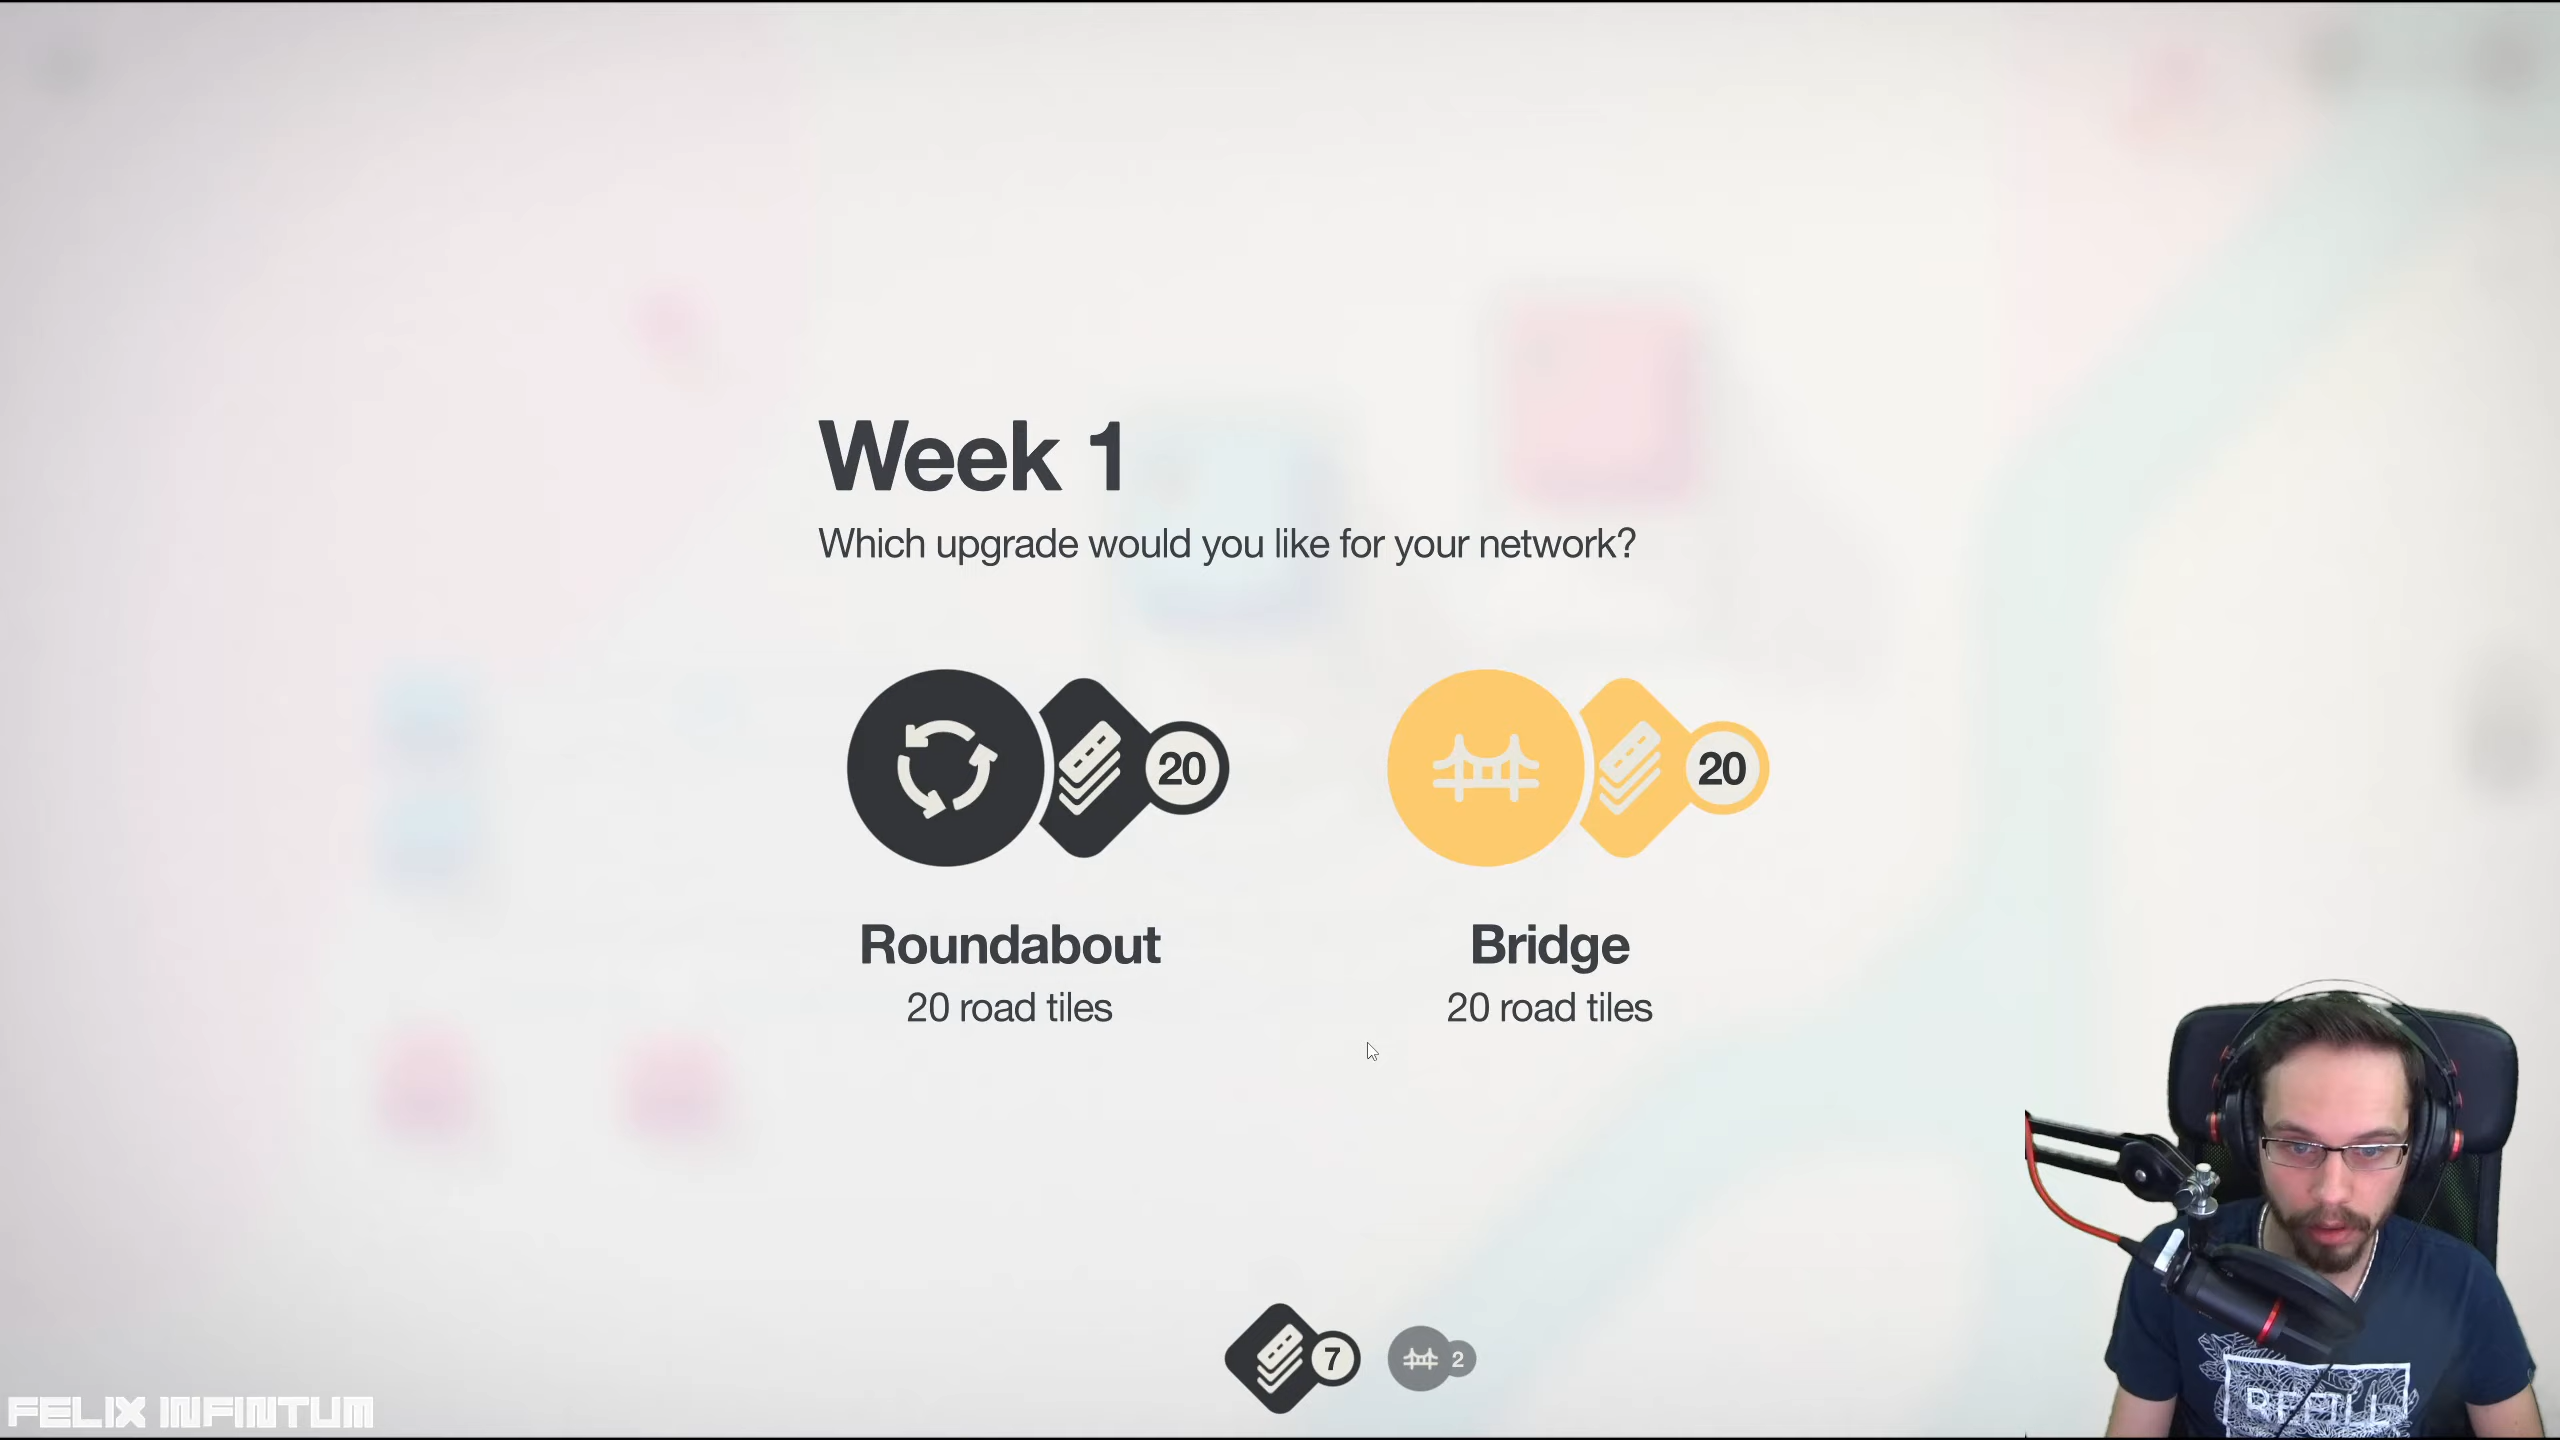 Week 1
Which upgrade would you like for your network?
20
20
Roundabout
20 road tiles
Bridge
20 road tiles
7
2
FELIX INFINTUM
REFILL